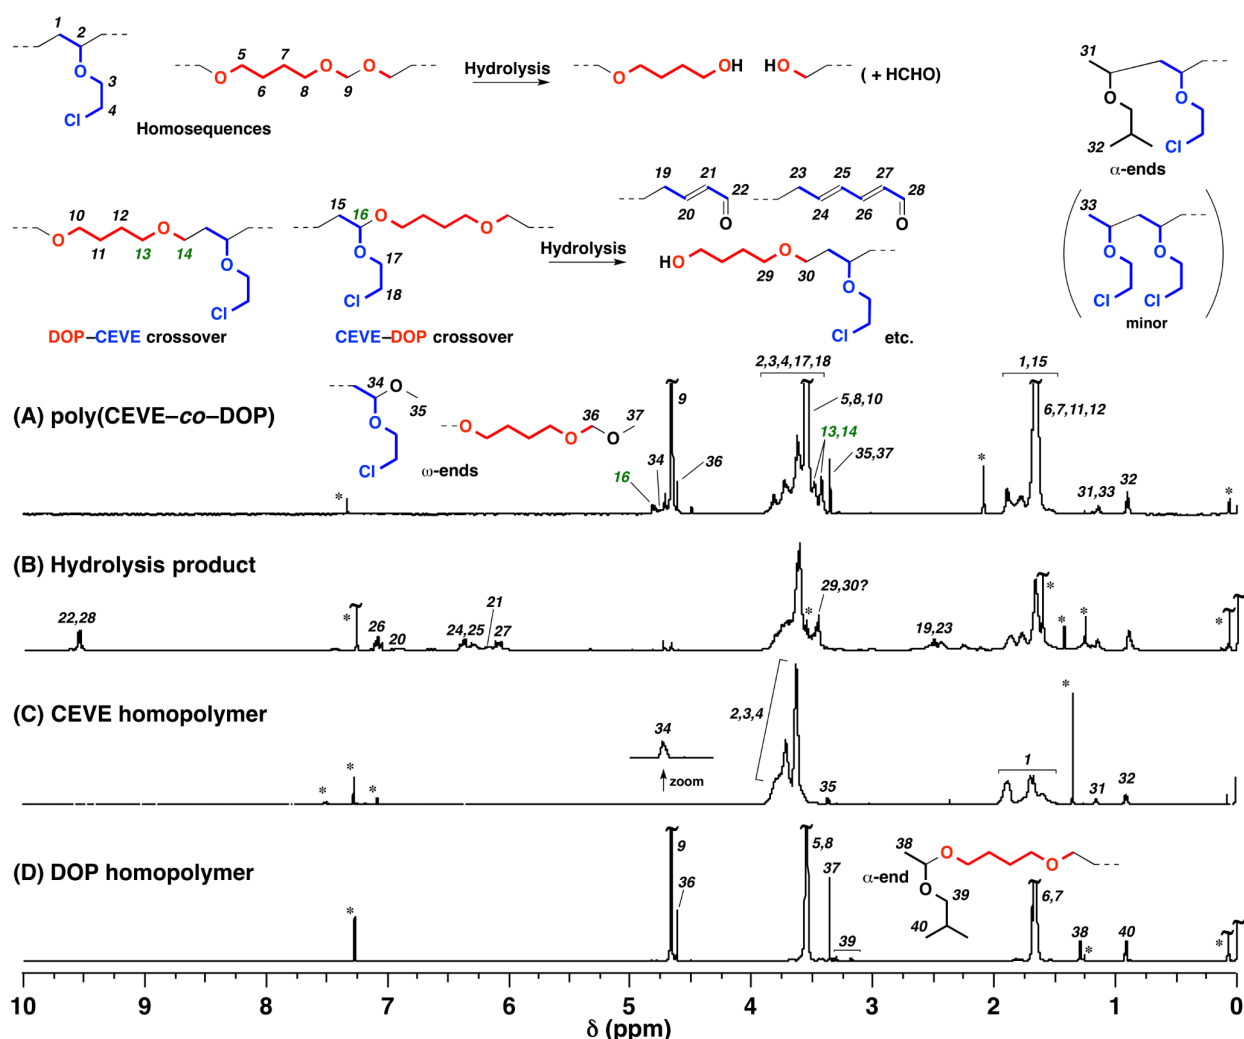 1 2 3 4 Cl
O 5 6 7 8 O 9 O
Homosequences
Hydrolysis
O OH HO ( + HCHO)
31 O O 32 Cl
α-ends
10 11 12 13 O O 14 O Cl
DOP–CEVE crossover
15 16 O O 17 18 Cl O
CEVE–DOP crossover
Hydrolysis
19 20 21 22 O
23 24 25 26 27 28 O
HO 29 O 30 O Cl
etc.
33 O O Cl Cl
minor
(A) poly(CEVE–co–DOP)
34 O 35 O Cl
O O 36 O 37
ω-ends
* 16 34 9 36
2,3,4,17,18
5,8,10
13,14
35,37
*
1,15
6,7,11,12
31,33
32
*
(B) Hydrolysis product
22,28
* 26 20
24,25
21
27
*
29,30?
19,23
* * * *
(C) CEVE homopolymer
* * *
34
zoom
2,3,4
35
1
*
31
32
(D) DOP homopolymer
*
9
36
5,8
37
39
38 O O O 39 40
α-end
6,7
38 *
40
*
10 9 8 7 6 5 4 3 2 1 0
δ (ppm)